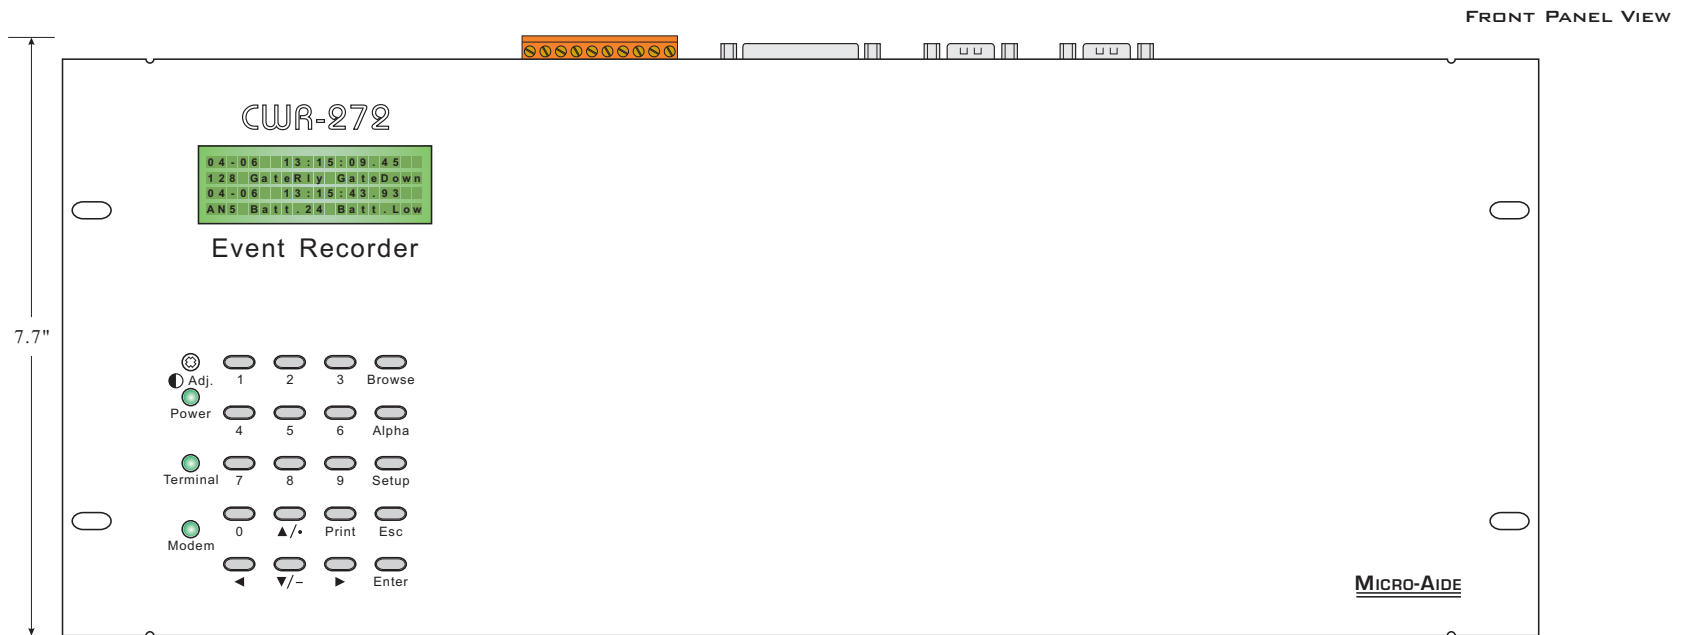 FRONT PANEL VIEW
CWR-272
04-06 13:15:09.45
128 GateRly GateDown
04-06 13:15:43.93
AN5 Batt.24 Batt.Low
Event Recorder
7.7"
Adj.
1 2 3 Browse
Power
4 5 6 Alpha
Terminal
7 8 9 Setup
0 ▲/• Print Esc
Modem
◄ ▼/– ► Enter
MICRO-AIDE